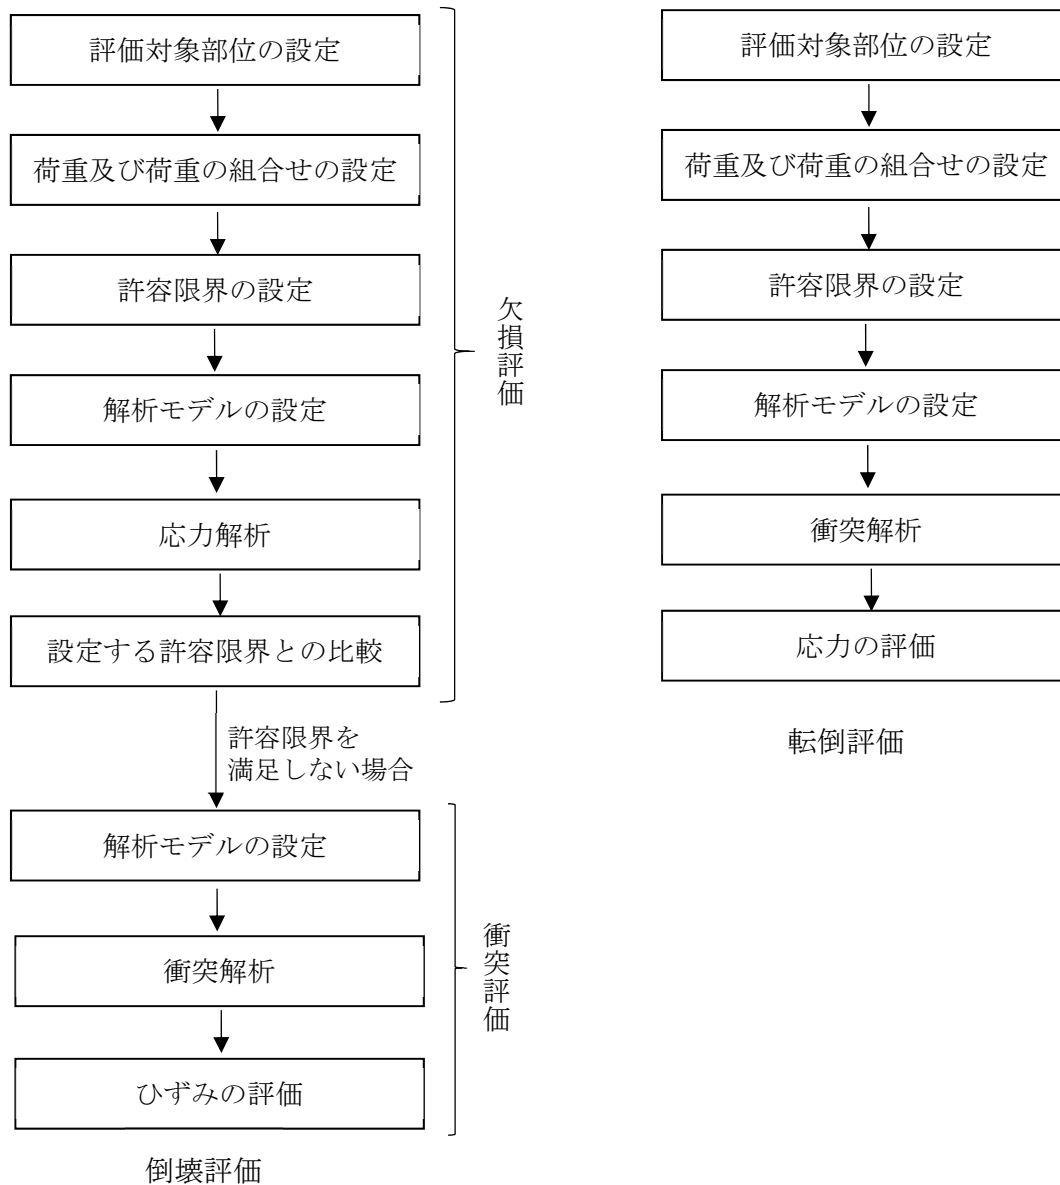 評価対象部位の設定
荷重及び荷重の組合せの設定
許容限界の設定
解析モデルの設定
応力解析
設定する許容限界との比較
欠損評価
許容限界を
満足しない場合
解析モデルの設定
衝突解析
ひずみの評価
衝突評価
倒壊評価
評価対象部位の設定
荷重及び荷重の組合せの設定
許容限界の設定
解析モデルの設定
衝突解析
応力の評価
転倒評価